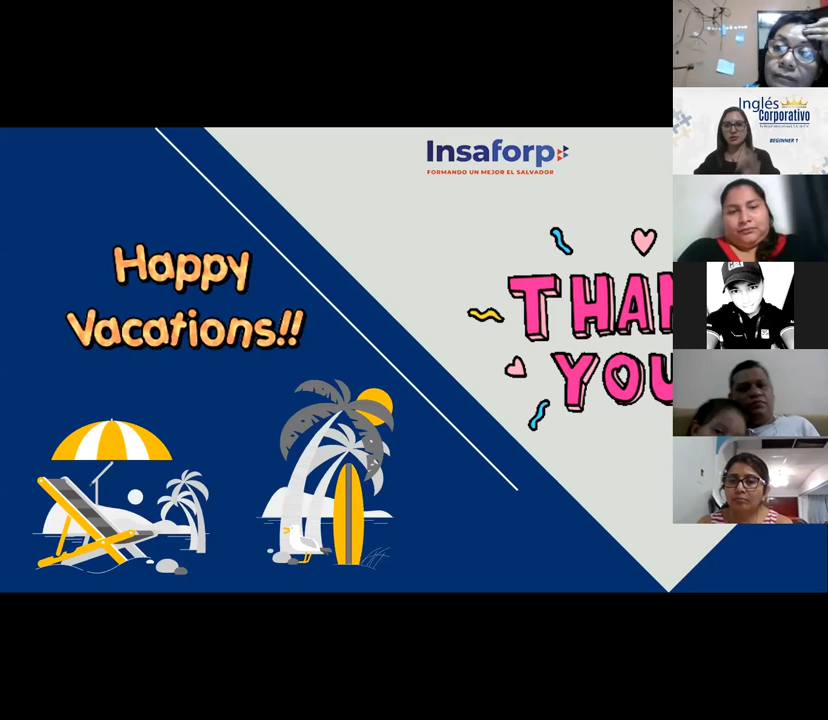 Insaforp
FORMANDO UN MEJOR EL SALVADOR
Happy
Vacations!!
THAN
YOU
Inglés
Corporativo
BEGINNER 1